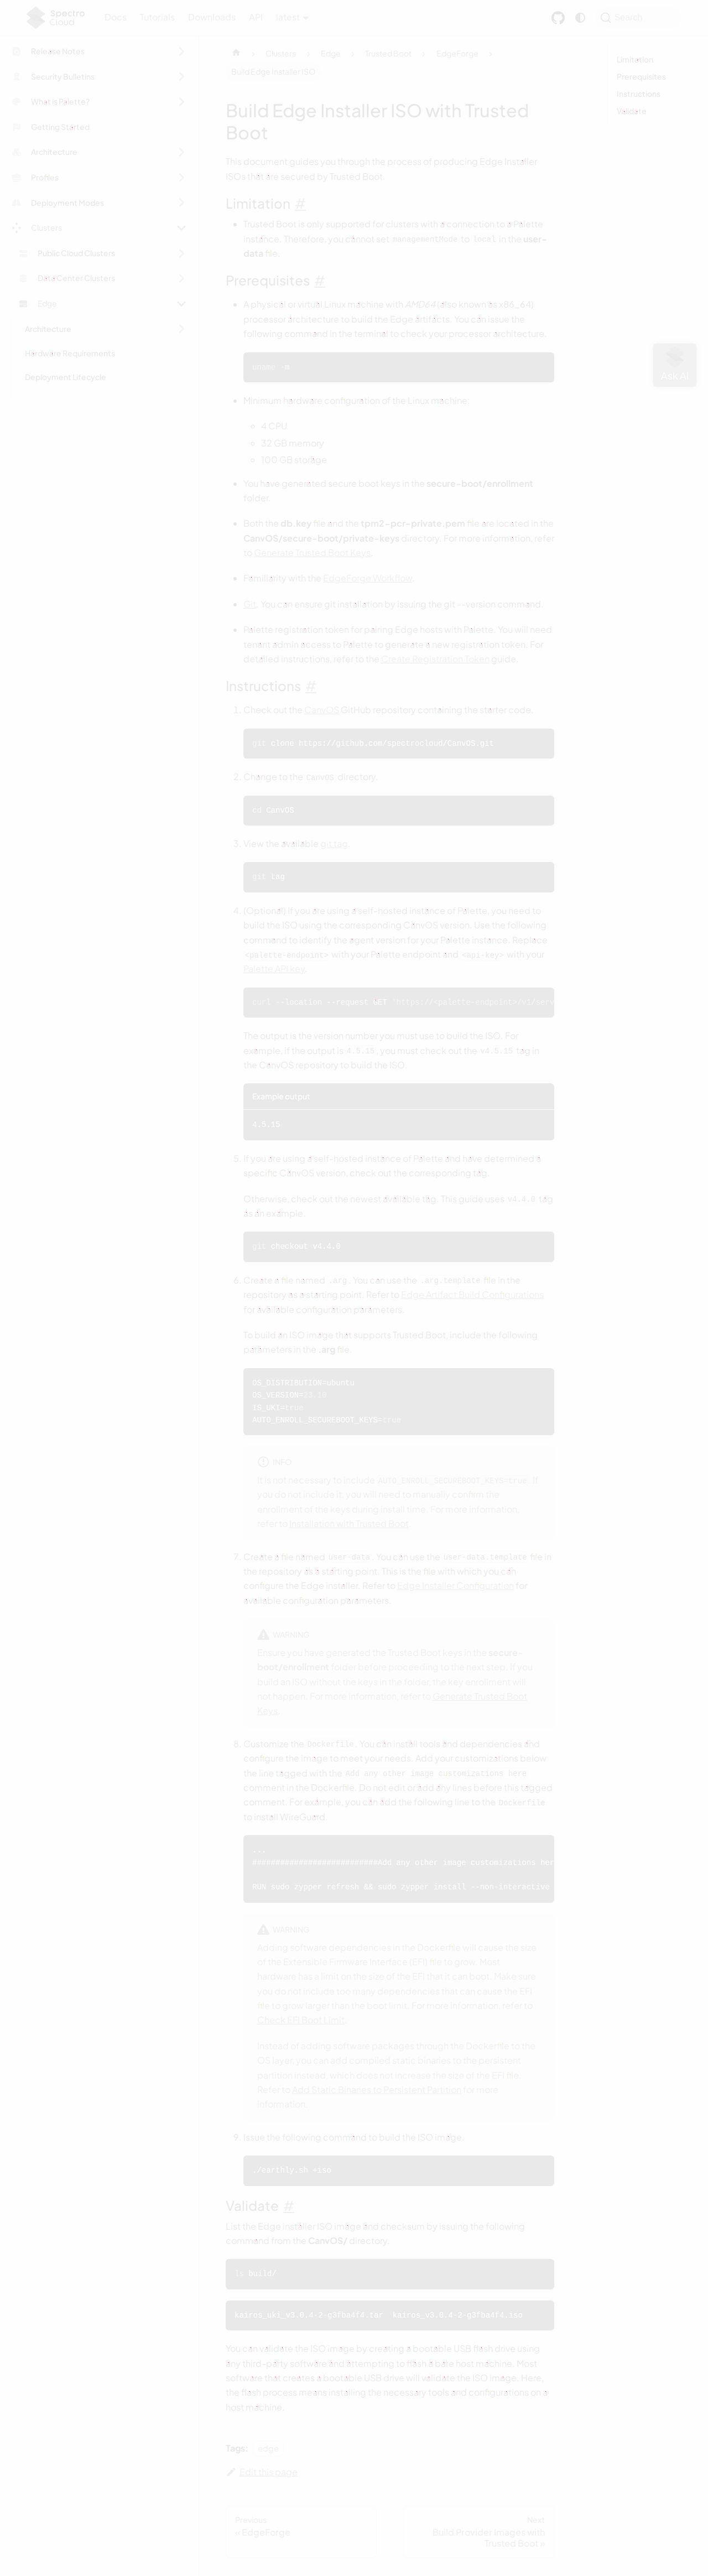 Spectro
Cloud
Docs Tutorials Downloads API latest
Search
Release Notes
Security Bulletins
What is Palette?
Getting Started
Architecture
Profiles
Deployment Modes
Clusters
Public Cloud Clusters
Data Center Clusters
Edge
Architecture
Hardware Requirements
Deployment Lifecycle
Clusters
Edge
Trusted Boot
EdgeForge
Build Edge Installer ISO
Build Edge Installer ISO with Trusted
Boot
This document guides you through the process of producing Edge Installer
ISOs that are secured by Trusted Boot.
Limitation #
• Trusted Boot is only supported for clusters with a connection to a Palette
instance. Therefore, you cannot set managementMode to local in the user-
data file.
Prerequisites #
• A physical or virtual Linux machine with AMD64 (also known as x86_64)
processor architecture to build the Edge artifacts. You can issue the
following command in the terminal to check your processor architecture.
uname -m
• Minimum hardware configuration of the Linux machine:
4 CPU
32 GB memory
100 GB storage
• You have generated secure boot keys in the secure-boot/enrollment
folder.
• Both the db.key file and the tpm2-pcr-private.pem file are located in the
CanvOS/secure-boot/private-keys directory. For more information, refer
to Generate Trusted Boot Keys.
• Familiarity with the EdgeForge Workflow.
• Git. You can ensure git installation by issuing the git --version command.
• Palette registration token for pairing Edge hosts with Palette. You will need
tenant admin access to Palette to generate a new registration token. For
detailed instructions, refer to the Create Registration Token guide.
Instructions #
1. Check out the CanvOS GitHub repository containing the starter code.
git clone https://github.com/spectrocloud/CanvOS.git
2. Change to the CanvOS directory.
cd CanvOS
3. View the available git tag.
git tag
4. (Optional) If you are using a self-hosted instance of Palette, you need to
build the ISO using the corresponding CanvOS version. Use the following
command to identify the agent version for your Palette instance. Replace
<palette-endpoint> with your Palette endpoint and <api-key> with your
Palette API key.
curl --location --request GET
The output is the version number you must use to build the ISO. For
example, if the output is 4.5.15, you must check out the v4.5.15 tag in
the CanvOS repository to build the ISO.
Example output
4.5.15
5. If you are using a self-hosted instance of Palette and have determined a
specific CanvOS version, check out the corresponding tag.
Otherwise, check out the newest available tag. This guide uses v4.4.0 tag
as an example.
git checkout v4.4.0
6. Create a file named .arg. You can use the .arg.template file in the
repository as a starting point. Refer to Edge Artifact Build Configurations
for available configuration parameters.
To build an ISO image that supports Trusted Boot, include the following
parameters in the .arg file.
OS_DISTRIBUTION=ubuntu
OS_VERSION=
IS_UKI=true
AUTO_ENROLL_SECUREBOOT_KEYS=true
INFO
It is not necessary to include AUTO_ENROLL_SECUREBOOT_KEYS=true. If
you do not include it, you will need to manually confirm the
enrollment of the keys during install time. For more information,
refer to Installation with Trusted Boot.
7. Create a file named user-data. You can use the user-data.template file in
the repository as a starting point. This is the file with which you can
configure the Edge installer. Refer to Edge Installer Configuration for
available configuration parameters.
WARNING
Ensure you have generated the Trusted Boot keys in the secure-
boot/enrollment folder before proceeding to the next step. If you
build an ISO without the keys in the folder, the key enrollment will
not happen. For more information, refer to Generate Trusted Boot
Keys.
8. Customize the Dockerfile. You can install tools and dependencies and
configure the image to meet your needs. Add your customizations below
the line tagged with the Add any other image customizations here
comment in the Dockerfile. Do not edit or add any lines before this tagged
comment. For example, you can add the following line to the Dockerfile
to install WireGuard.
...
Add any other image customizations her
RUN sudo zypper refresh && sudo zypper install --non-interactive
WARNING
Adding software dependencies in the Dockerfile will cause the size
of the Extensible Firmware Interface (EFI) file to grow. Most
hardware has a limit on the size of the EFI that it can boot. Make sure
you do not include too many dependencies that can cause the EFI
file to grow larger than the boot limit. For more information, refer to
Check EFI Boot Limit.
Instead of adding software packages through the Dockerfile to the
OS layer, you can add compiled static binaries to the persistent
partition instead, which does not increase the size of the EFI file.
Refer to Add Static Binaries to Persistent Partition for more
information.
9. Issue the following command to build the ISO image.
./earthly.sh +iso
Validate #
List the Edge installer ISO image and checksum by issuing the following
command from the CanvOS/ directory.
ls build/
You can validate the ISO image by creating a bootable USB flash drive using
any third-party software and attempting to flash a bare host machine. Most
software that creates a bootable USB drive will validate the ISO image. Here,
the flash process means installing the necessary tools and configurations on a
host machine.
Tags: edge
Edit this page
Previous
« EdgeForge
Next
Build Provider Images with
Trusted Boot »
Limitation
Prerequisites
Instructions
Validate
Ask AI